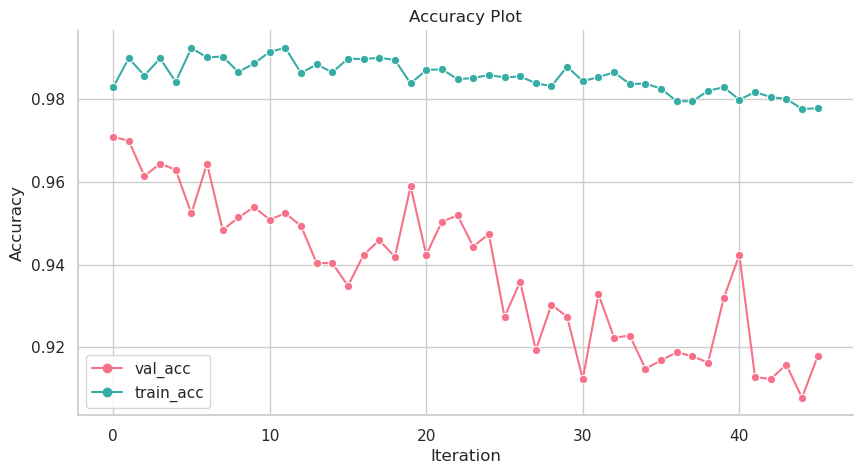 Accuracy Plot
Accuracy
0.98
0.96
0.94
0.92
val_acc
train_acc
0 10 20 30 40
Iteration